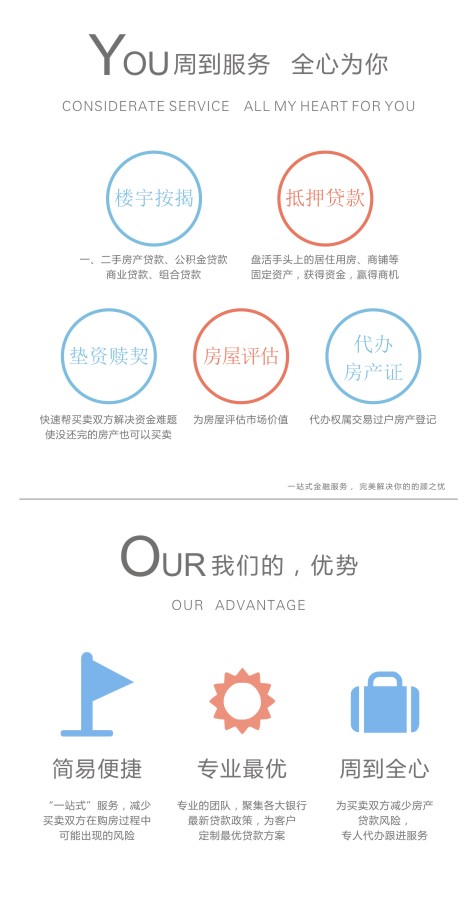 YOU周到服务 全心为你
CONSIDERATE SERVICE ALL MY HEART FOR YOU
楼宇按揭
抵押贷款
一、二手房产贷款、公积金贷款
商业贷款、组合贷款
盘活手头上的居住用房、商铺等
固定资产，获得资金，赢得商机
垫资赎契
房屋评估
代办
房产证
快速帮买卖双方解决资金难题
使没还完的房产也可以买卖
为房屋评估市场价值
代办权属交易过户房产登记
一站式金融服务，完美解决你的的顾之忧
OUR我们的，优势
OUR ADVANTAGE
简易便捷
专业最优
周到全心
“一站式”服务，减少
买卖双方在购房过程中
可能出现的风险
专业的团队，聚集各大银行
最新贷款政策，为客户
定制最优贷款方案
为买卖双方减少房产
贷款风险，
专人代办跟进服务